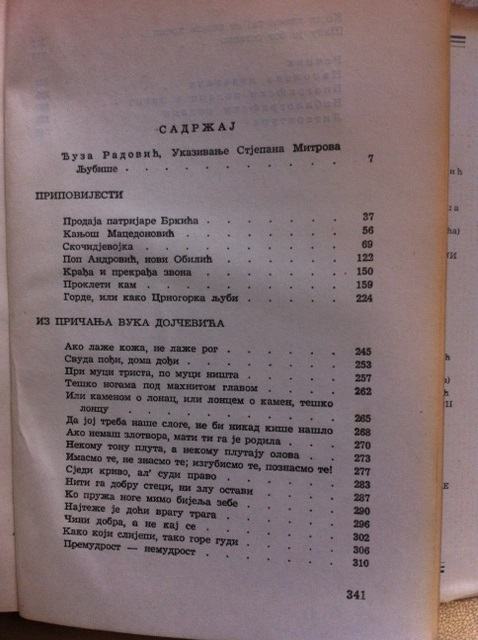 САДРЖАЈ
Ђуза Радовић, Указивање Стјепана Митрова
Љубише . . . . . . . . . . . 7
ПРИПОВИЈЕСТИ
Продаја патријаре Бркића . . . . . . . 37
Кањош Мацедоновић . . . . . . . . 56
Скочидјевојка . . . . . . . . . . 69
Поп Андровић, нови Обилић . . . . . . 122
Крађа и прекрађа звона . . . . . . . 150
Проклети кам . . . . . . . . . . 159
Горде, или како Црногорка љуби . . . . . 224
ИЗ ПРИЧАЊА ВУКА ДОЈЧЕВИЋА
Ако лаже кожа, не лаже рог . . . . . . 245
Свуда пођи, дома дођи . . . . . . . 253
При муци триста, по муци ништа . . . . . 257
Тешко ногама под махнитом главом . . . . 262
Или каменом о лонац, или лонцем о камен, тешко
лонцу . . . . . . . . . . . 265
Да јој треба наше слоге, не би никад кише нашло 268
Ако немаш злотвора, мати ти га је родила . . . 270
Некому тону плута, а некому плутају олова . . 273
Имасмо те, не знасмо те; изгубисмо те, познасмо те! 277
Сједи криво, ал' суди право . . . . . . 283
Нити га добру стеци, ни злу остави . . . . 287
Ко пружа ноге мимо бијеља зебе . . . . . 290
Најтеже је доћи врагу трага . . . . . . 296
Чини добра, а не кај се . . . . . . . 302
Како који слијепи, тако горе гуди . . . . 306
Премудрост — немудрост . . . . . . . 310
341